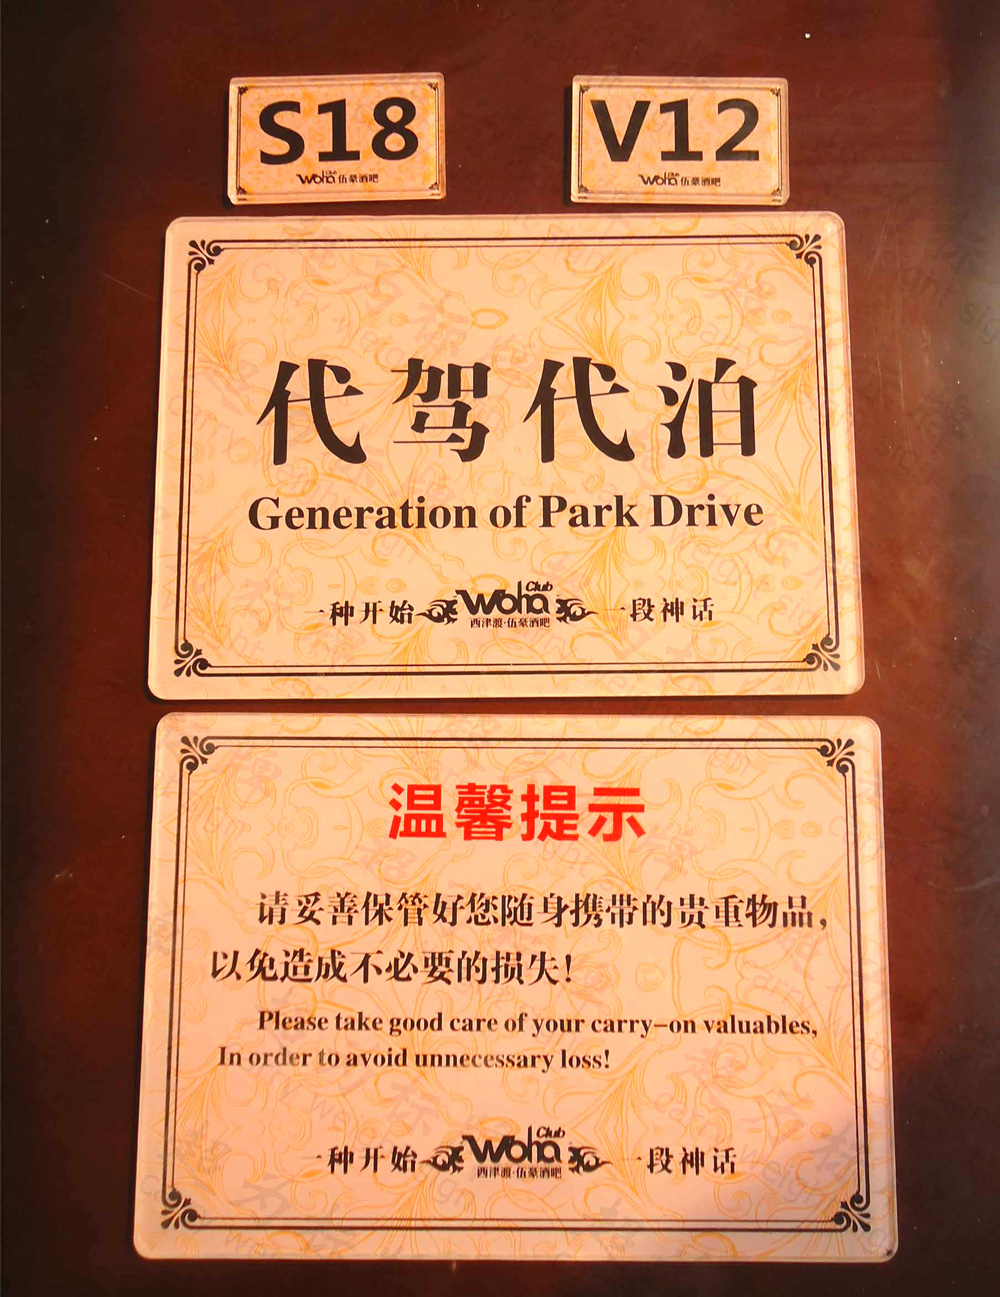 S18
Woha Club 伍豪酒吧
V12
Woha Club 伍豪酒吧
代驾代泊
Generation of Park Drive
一种开始 Woha Club 一段神话
西津渡·伍豪酒吧
温馨提示
请妥善保管好您随身携带的贵重物品，
以免造成不必要的损失！
Please take good care of your carry-on valuables,
In order to avoid unnecessary loss!
一种开始 Woha Club 一段神话
西津渡·伍豪酒吧